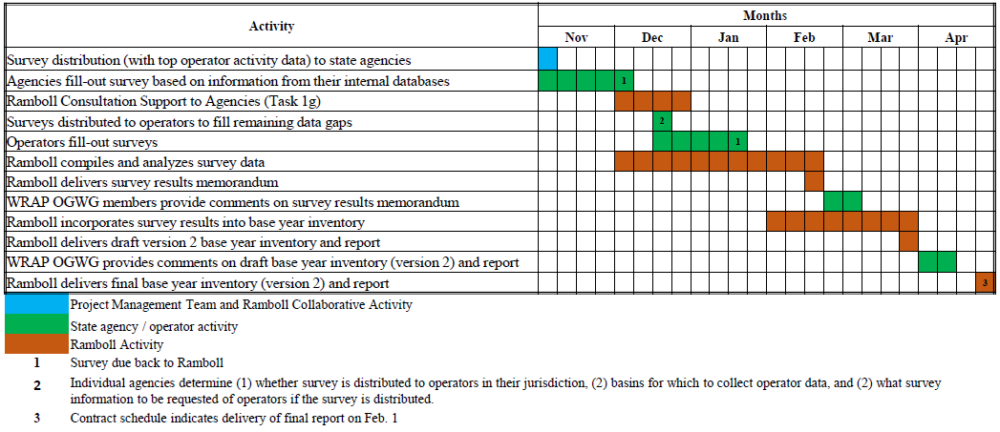 Activity
Months
Nov Dec Jan Feb Mar Apr
Survey distribution (with top operator activity data) to state agencies
Agencies fill-out survey based on information from their internal databases 1
Ramboll Consultation Support to Agencies (Task 1g)
Surveys distributed to operators to fill remaining data gaps 2
Operators fill-out surveys 1
Ramboll compiles and analyzes survey data
Ramboll delivers survey results memorandum
WRAP OGWG members provide comments on survey results memorandum
Ramboll incorporates survey results into base year inventory
Ramboll delivers draft version 2 base year inventory and report
WRAP OGWG provides comments on draft base year inventory (version 2) and report
Ramboll delivers final base year inventory (version 2) and report 3
Project Management Team and Ramboll Collaborative Activity
State agency / operator activity
Ramboll Activity
1 Survey due back to Ramboll
2 Individual agencies determine (1) whether survey is distributed to operators in their jurisdiction, (2) basins for which to collect operator data, and (2) what survey
information to be requested of operators if the survey is distributed.
3 Contract schedule indicates delivery of final report on Feb. 1